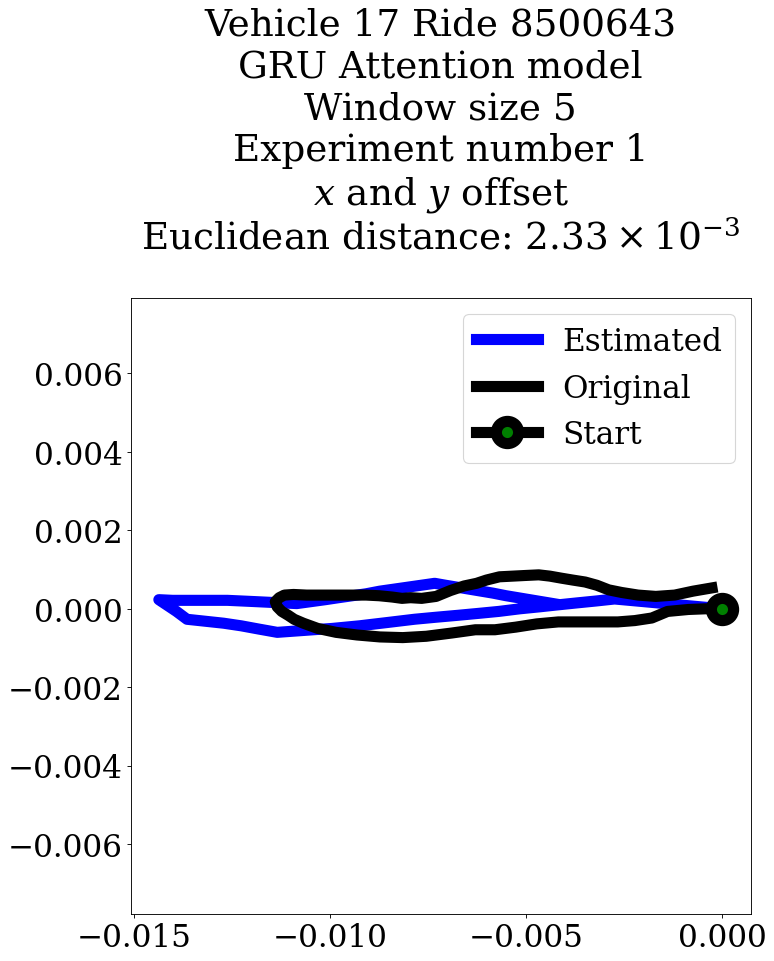 Vehicle 17 Ride 8500643
GRU Attention model
Window size 5
Experiment number 1
x and y offset
Euclidean distance: 2.33 × 10⁻³
Estimated
Original
Start
0.006
0.004
0.002
0.000
−0.002
−0.004
−0.006
−0.015 −0.010 −0.005 0.000